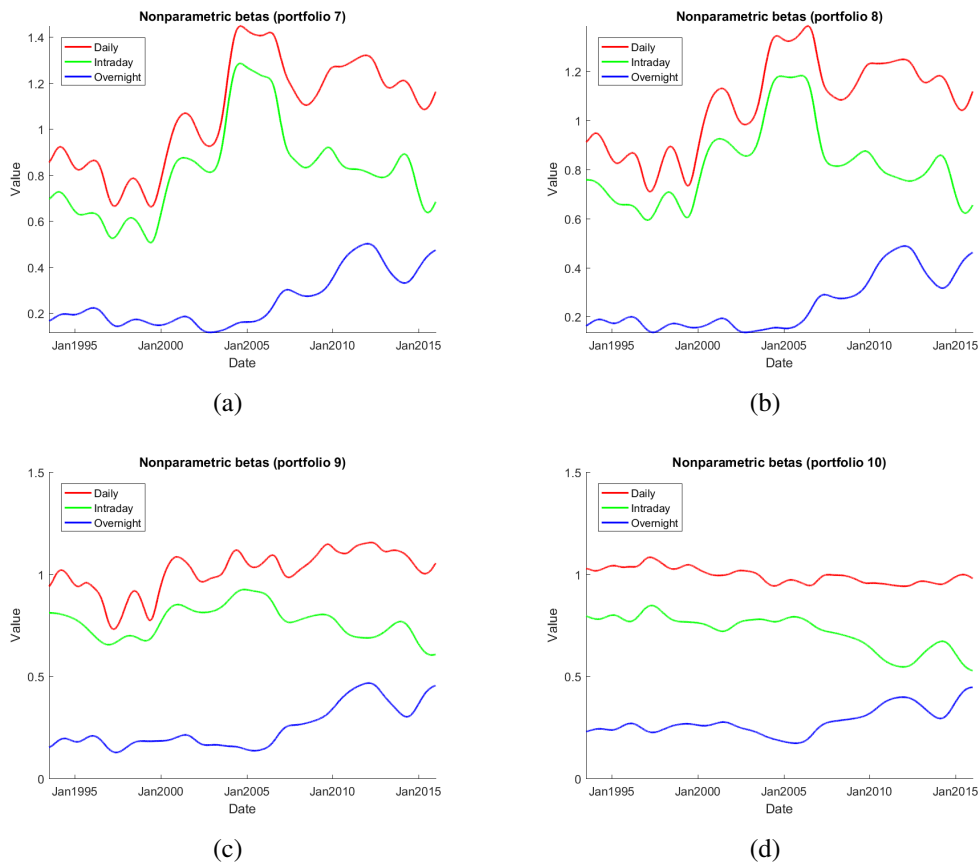 Nonparametric betas (portfolio 7)
Daily
Intraday
Overnight
Value
1.4
1.2
1
0.8
0.6
0.4
0.2
Jan1995
Jan2000
Jan2005
Jan2010
Jan2015
Date
(a)
Nonparametric betas (portfolio 8)
Daily
Intraday
Overnight
Value
1.2
1
0.8
0.6
0.4
0.2
Jan1995
Jan2000
Jan2005
Jan2010
Jan2015
Date
(b)
Nonparametric betas (portfolio 9)
Daily
Intraday
Overnight
Value
1.5
1
0.5
0
Jan1995
Jan2000
Jan2005
Jan2010
Jan2015
Date
(c)
Nonparametric betas (portfolio 10)
Daily
Intraday
Overnight
Value
1.5
1
0.5
0
Jan1995
Jan2000
Jan2005
Jan2010
Jan2015
Date
(d)